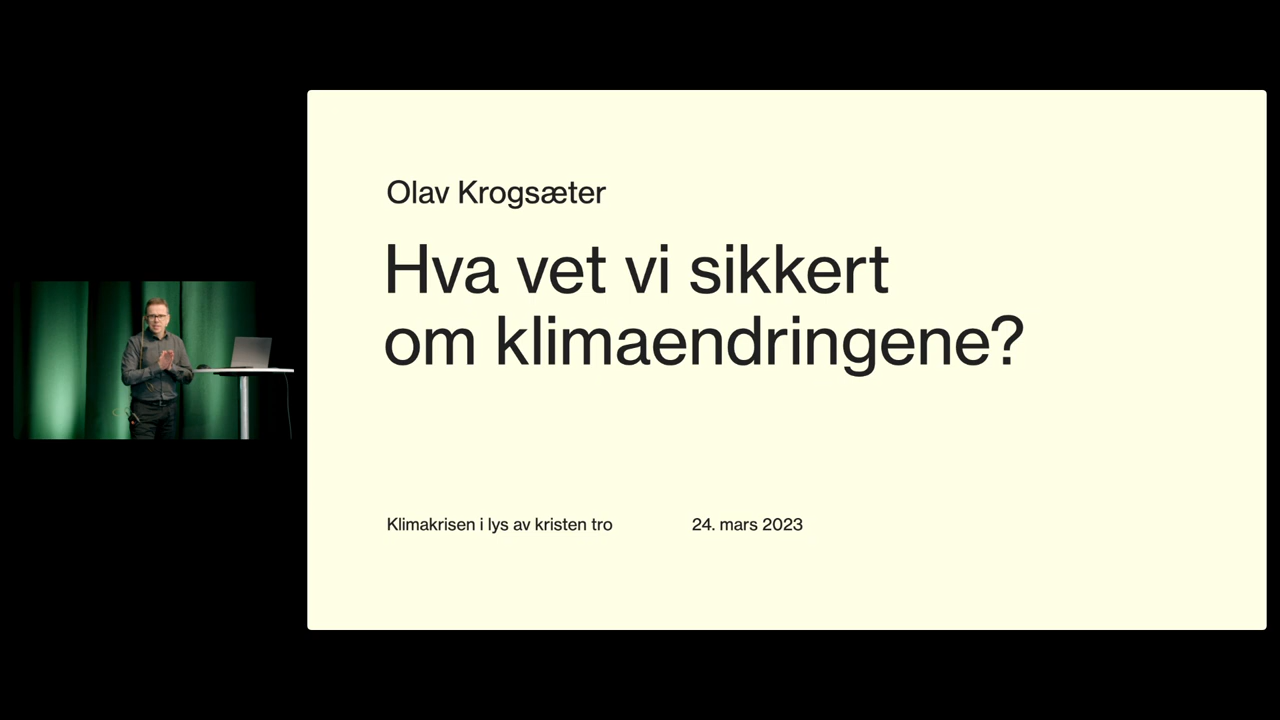 Olav Krogsæter
Hva vet vi sikkert
om klimaendringene?
Klimakrisen i lys av kristen tro
24. mars 2023